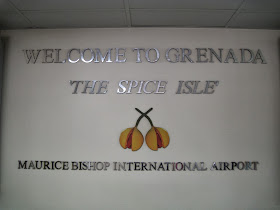 WELCOME TO GRENADA
'THE SPICE ISLE'
MAURICE BISHOP INTERNATIONAL AIRPORT